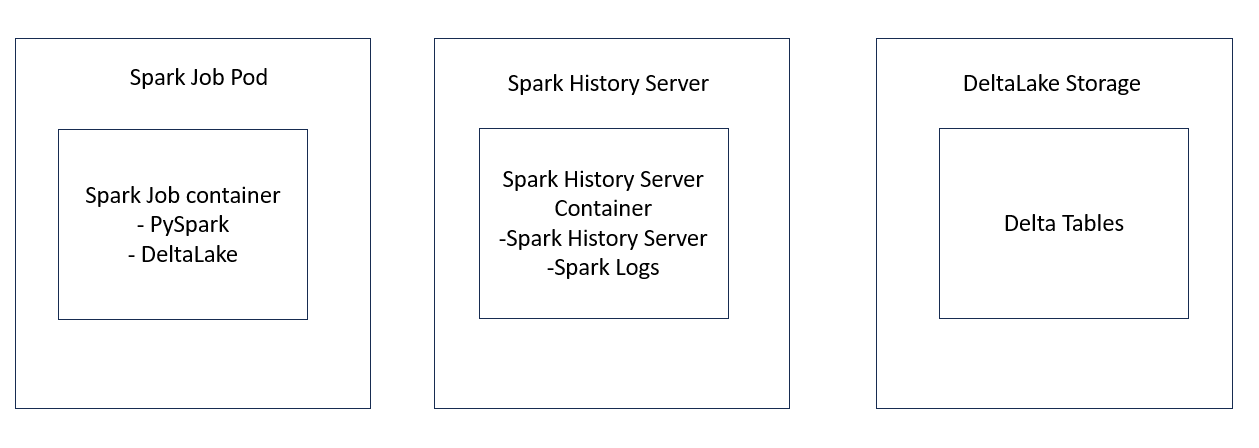 Spark Job Pod
Spark Job container
- PySpark
- DeltaLake
Spark History Server
Spark History Server
Container
-Spark History Server
-Spark Logs
DeltaLake Storage
Delta Tables